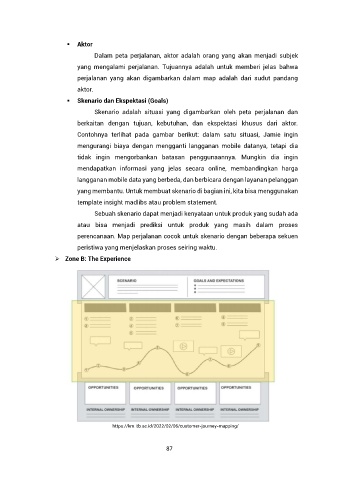 ▪ Aktor
Dalam peta perjalanan, aktor adalah orang yang akan menjadi subjek
yang mengalami perjalanan. Tujuannya adalah untuk memberi jelas bahwa
perjalanan yang akan digambarkan dalam map adalah dari sudut pandang
aktor.
▪ Skenario dan Ekspektasi (Goals)
Skenario adalah situasi yang digambarkan oleh peta perjalanan dan
berkaitan dengan tujuan, kebutuhan, dan ekspektasi khusus dari aktor.
Contohnya terlihat pada gambar berikut: dalam satu situasi, Jamie ingin
mengurangi biaya dengan mengganti langganan mobile datanya, tetapi dia
tidak ingin mengorbankan batasan penggunaannya. Mungkin dia ingin
mendapatkan informasi yang jelas secara online, membandingkan harga
langganan mobile data yang berbeda, dan berbicara dengan layanan pelanggan
yang membantu. Untuk membuat skenario di bagian ini, kita bisa menggunakan
template insight madlibs atau problem statement.
Sebuah skenario dapat menjadi kenyataan untuk produk yang sudah ada
atau bisa menjadi prediksi untuk produk yang masih dalam proses
perencanaan. Map perjalanan cocok untuk skenario dengan beberapa sekuen
peristiwa yang menjelaskan proses seiring waktu.
➢ Zone B: The Experience
SCENARIO GOALS AND EXPECTATIONS
OPPORTUNITIES OPPORTUNITIES OPPORTUNITIES OPPORTUNITIES
INTERNAL OWNERSHIP INTERNAL OWNERSHIP INTERNAL OWNERSHIP INTERNAL OWNERSHIP
https://km.itb.ac.id/2022/02/06/customer-journey-mapping/
87